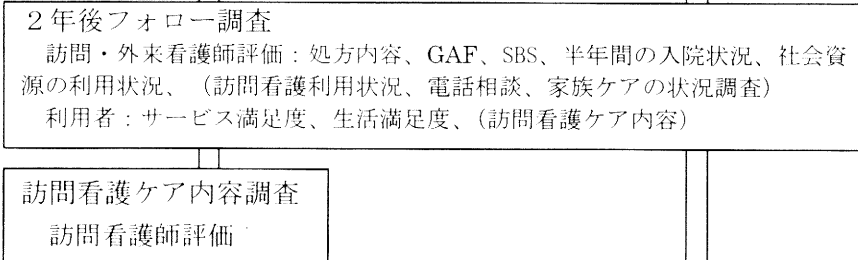 ２年後フォロー調査
訪問・外来看護師評価：処方内容、GAF、SBS、半年間の入院状況、社会資
源の利用状況、（訪問看護利用状況、電話相談、家族ケアの状況調査）
利用者：サービス満足度、生活満足度、（訪問看護ケア内容）
訪問看護ケア内容調査
訪問看護師評価